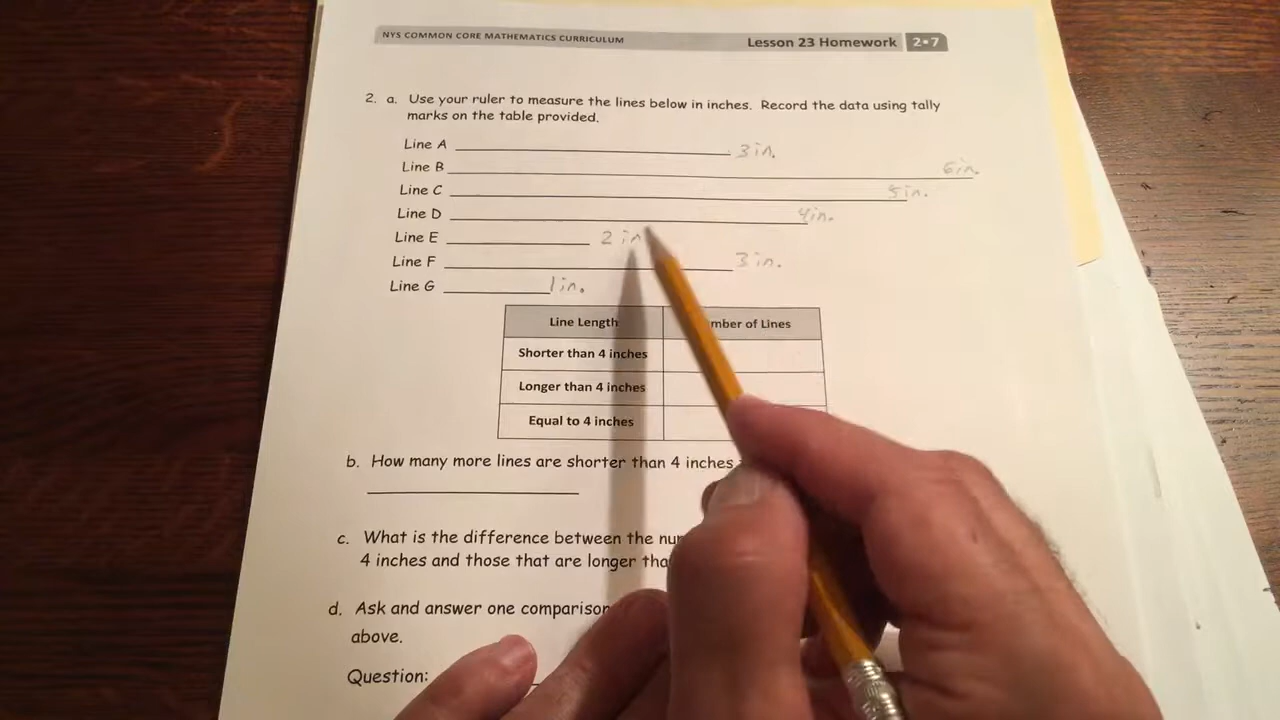 NYS COMMON CORE MATHEMATICS CURRICULUM Lesson 23 Homework 2•7
2. a. Use your ruler to measure the lines below in inches. Record the data using tally
marks on the table provided.
Line A 3 in.
Line B 6 in.
Line C 5 in.
Line D 4 in.
Line E 2 in
Line F 3 in.
Line G 1 in.
Line Length mber of Lines
Shorter than 4 inches
Longer than 4 inches
Equal to 4 inches
b. How many more lines are shorter than 4 inches
c. What is the difference between the
4 inches and those that are longer
d. Ask and answer one comparison
above.
Question: